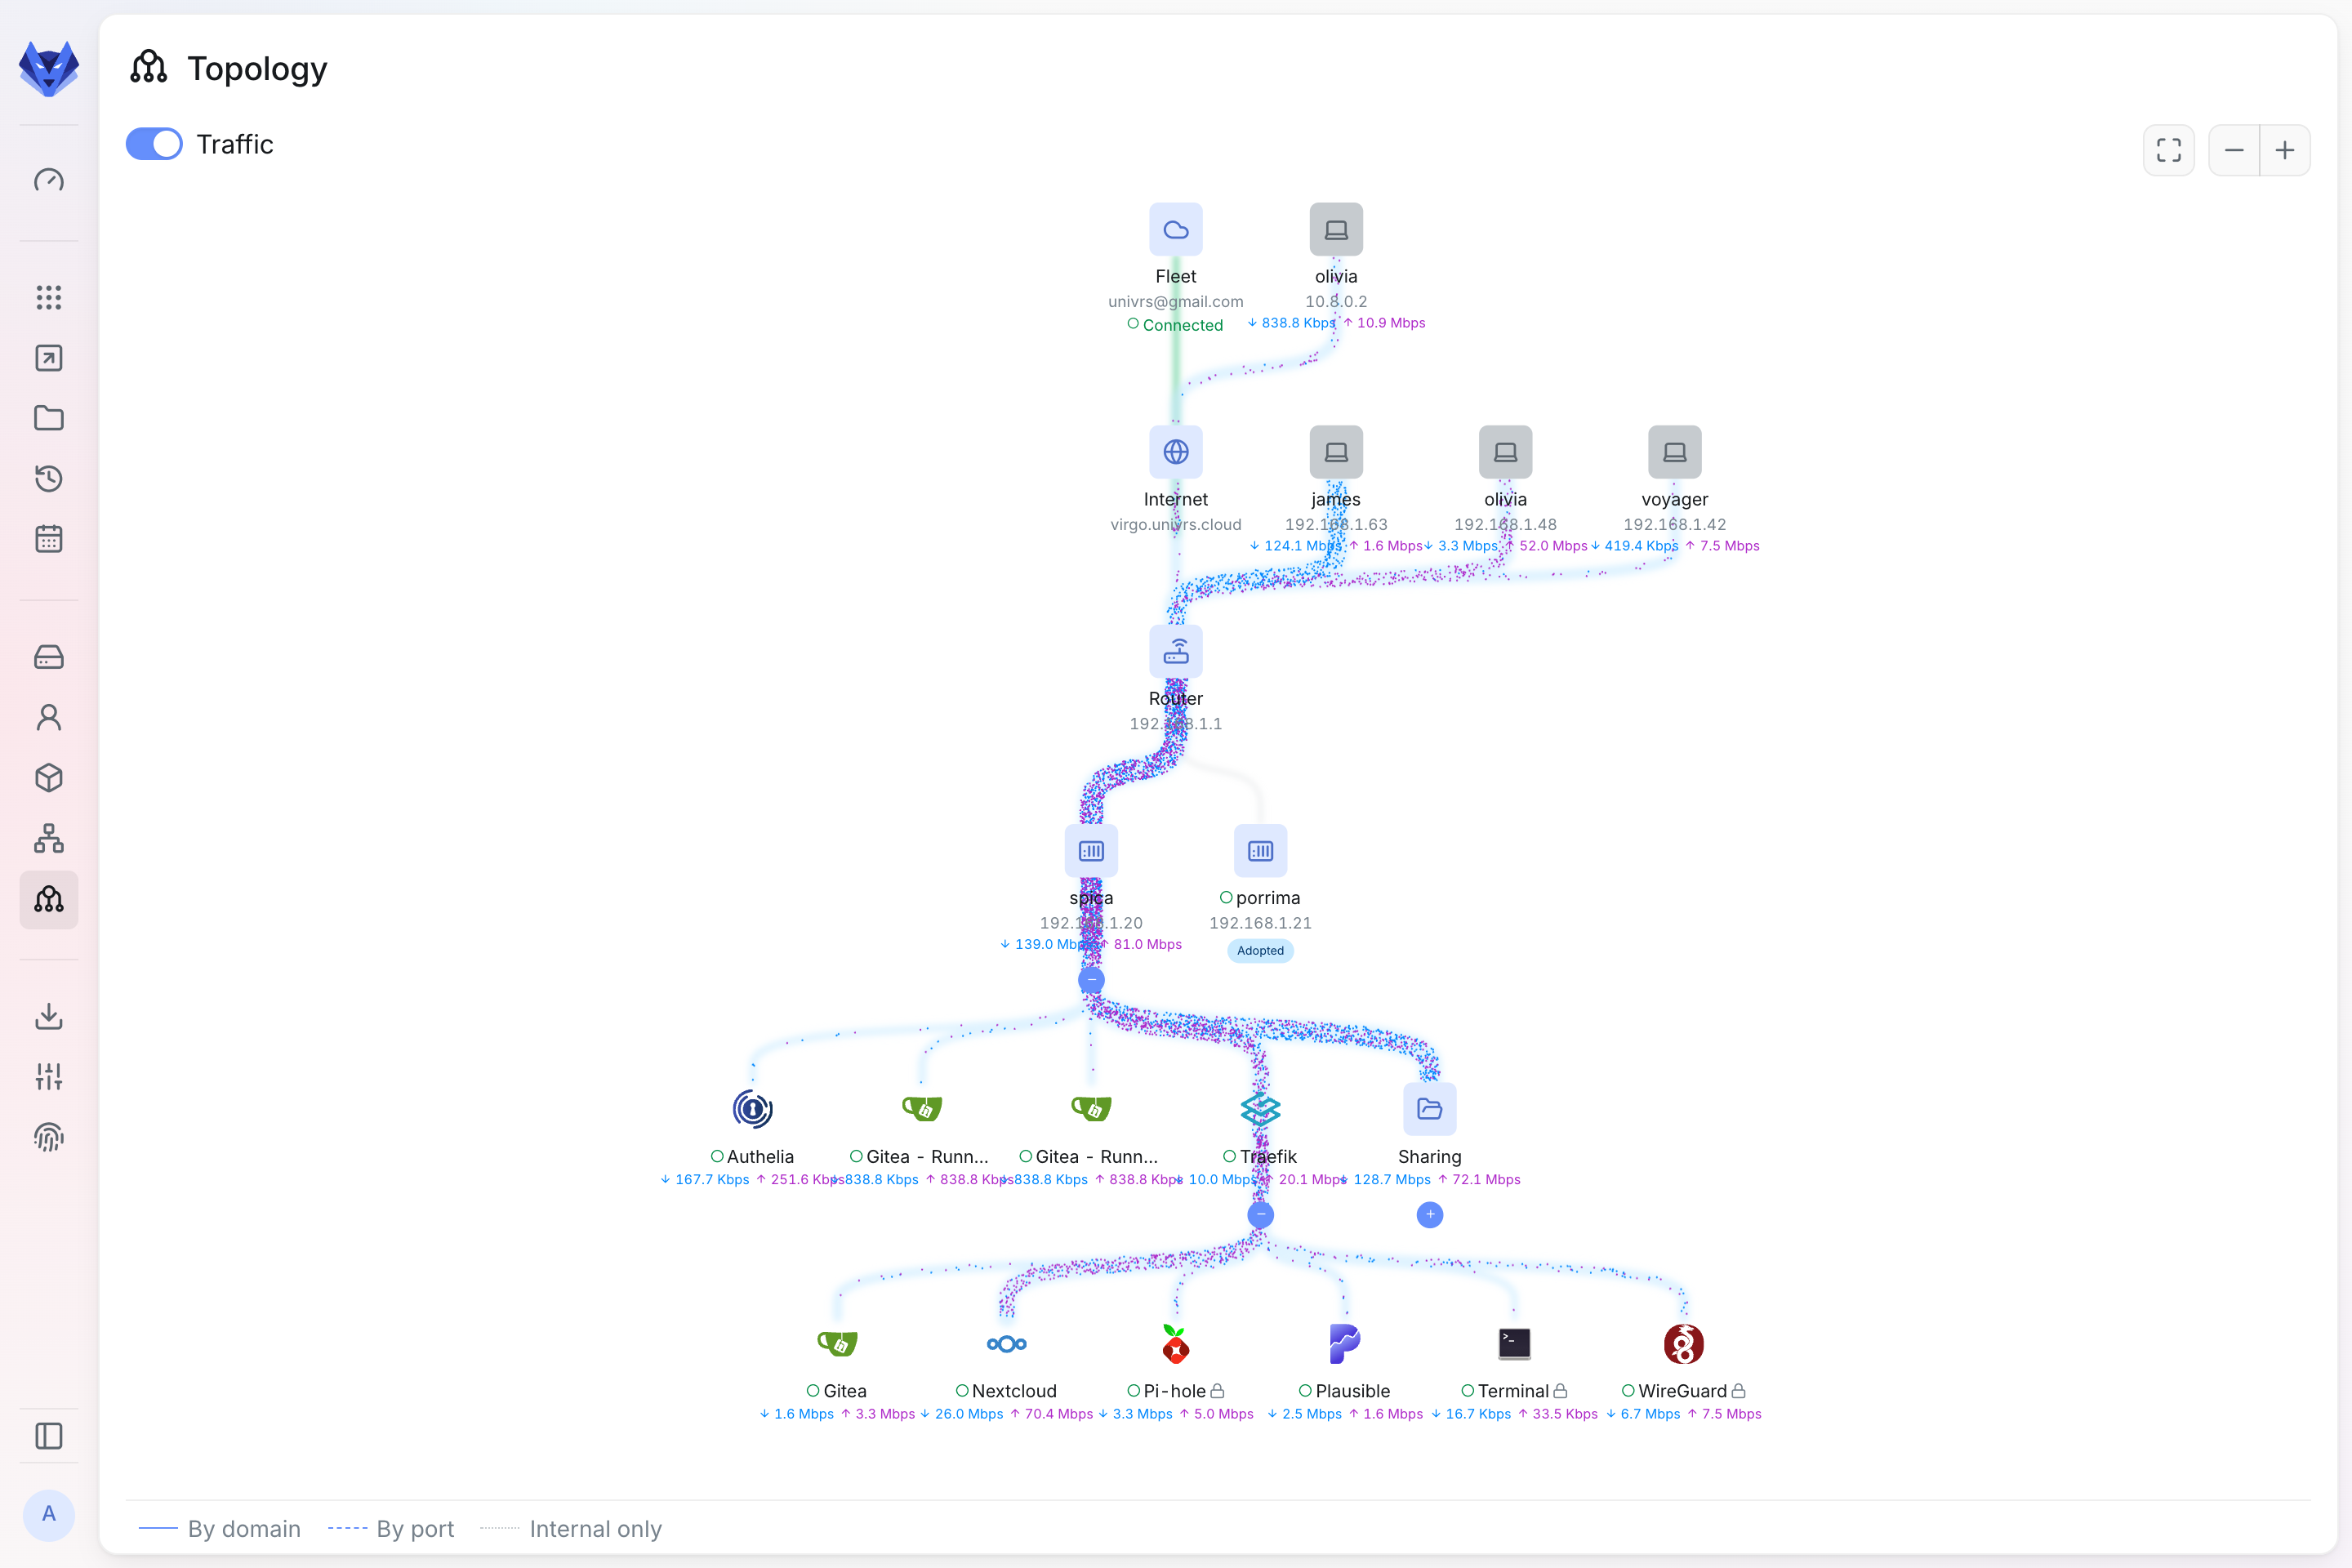 Topology
Traffic
Fleet
univrs@gmail.com
Connected
olivia
10.8.0.2
↓ 838.8 Kbps ↑ 10.9 Mbps
Internet
virgo.univrs.cloud
james
192.168.1.63
↓ 124.1 Mbps ↑ 1.6 Mbps
olivia
192.168.1.48
↓ 3.3 Mbps ↑ 52.0 Mbps
voyager
192.168.1.42
↓ 419.4 Kbps ↑ 7.5 Mbps
Router
192.168.1.1
spica
192.168.1.20
↓ 139.0 Mbps ↑ 81.0 Mbps
porrima
192.168.1.21
Adopted
Authelia
↓ 167.7 Kbps ↑ 251.6 Kbps
Gitea - Runn...
↓ 838.8 Kbps ↑ 838.8 Kbps
Gitea - Runn...
↓ 838.8 Kbps ↑ 838.8 Kbps
Traefik
↓ 10.0 Mbps ↑ 20.1 Mbps
Sharing
↓ 128.7 Mbps ↑ 72.1 Mbps
Gitea
↓ 1.6 Mbps ↑ 3.3 Mbps
Nextcloud
↓ 26.0 Mbps ↑ 70.4 Mbps
Pi-hole
↓ 3.3 Mbps ↑ 5.0 Mbps
Plausible
↓ 2.5 Mbps ↑ 1.6 Mbps
Terminal
↓ 16.7 Kbps ↑ 33.5 Kbps
WireGuard
↓ 6.7 Mbps ↑ 7.5 Mbps
By domain
By port
Internal only
A